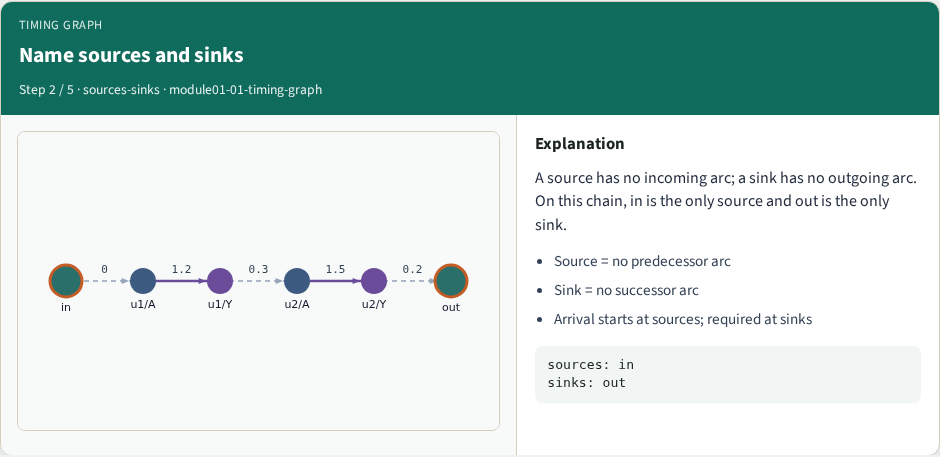 TIMING GRAPH
Name sources and sinks
Step 2 / 5 · sources-sinks · module01-01-timing-graph
0 1.2 0.3 1.5 0.2
in u1/A u1/Y u2/A u2/Y out
Explanation
A source has no incoming arc; a sink has no outgoing arc.
On this chain, in is the only source and out is the only
sink.
• Source = no predecessor arc
• Sink = no successor arc
• Arrival starts at sources; required at sinks
sources: in
sinks: out